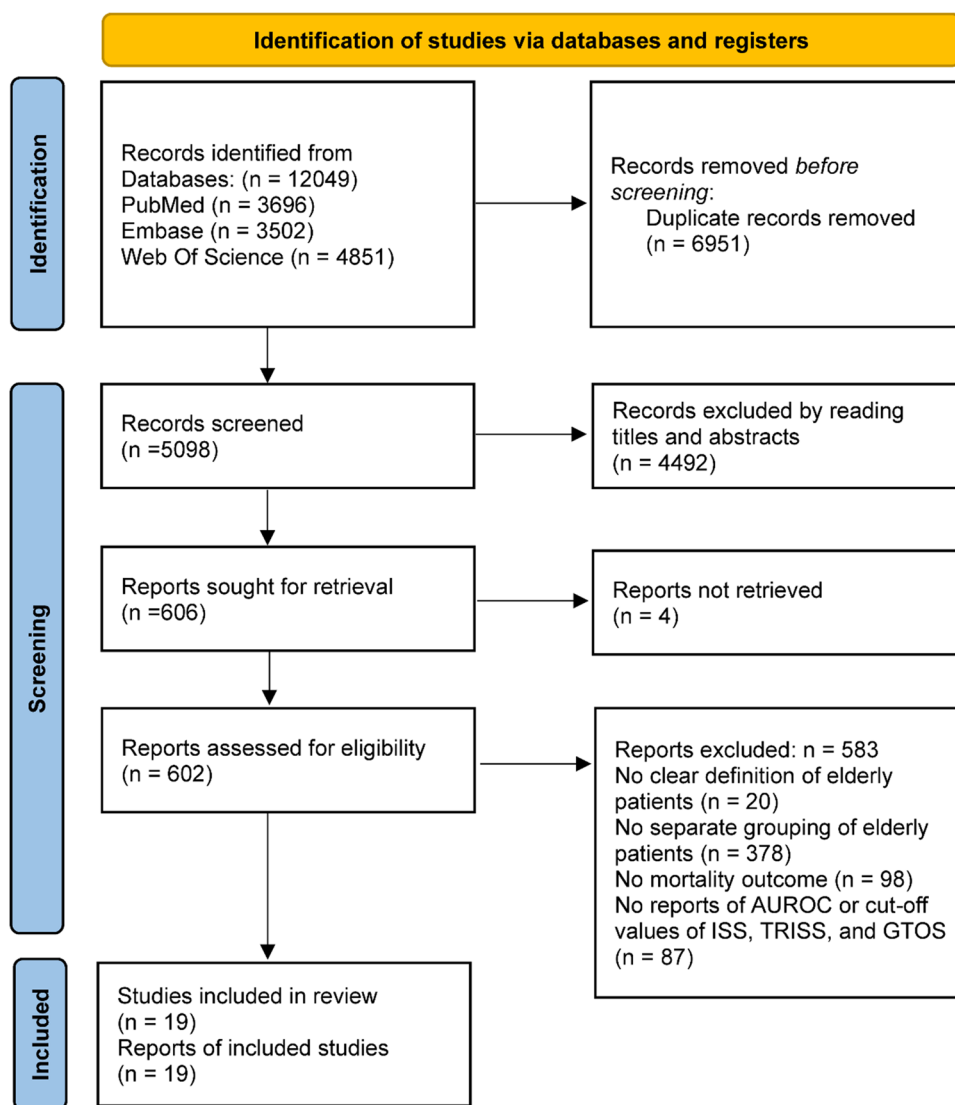 Identification of studies via databases and registers
Identification
Records identified from
Databases: (n = 12049)
PubMed (n = 3696)
Embase (n = 3502)
Web Of Science (n = 4851)
Records removed before
screening:
Duplicate records removed
(n = 6951)
Screening
Records screened
(n =5098)
Records excluded by reading
titles and abstracts
(n = 4492)
Reports sought for retrieval
(n =606)
Reports not retrieved
(n = 4)
Reports assessed for eligibility
(n = 602)
Reports excluded: n = 583
No clear definition of elderly
patients (n = 20)
No separate grouping of elderly
patients (n = 378)
No mortality outcome (n = 98)
No reports of AUROC or cut-off
values of ISS, TRISS, and GTOS
(n = 87)
Included
Studies included in review
(n = 19)
Reports of included studies
(n = 19)